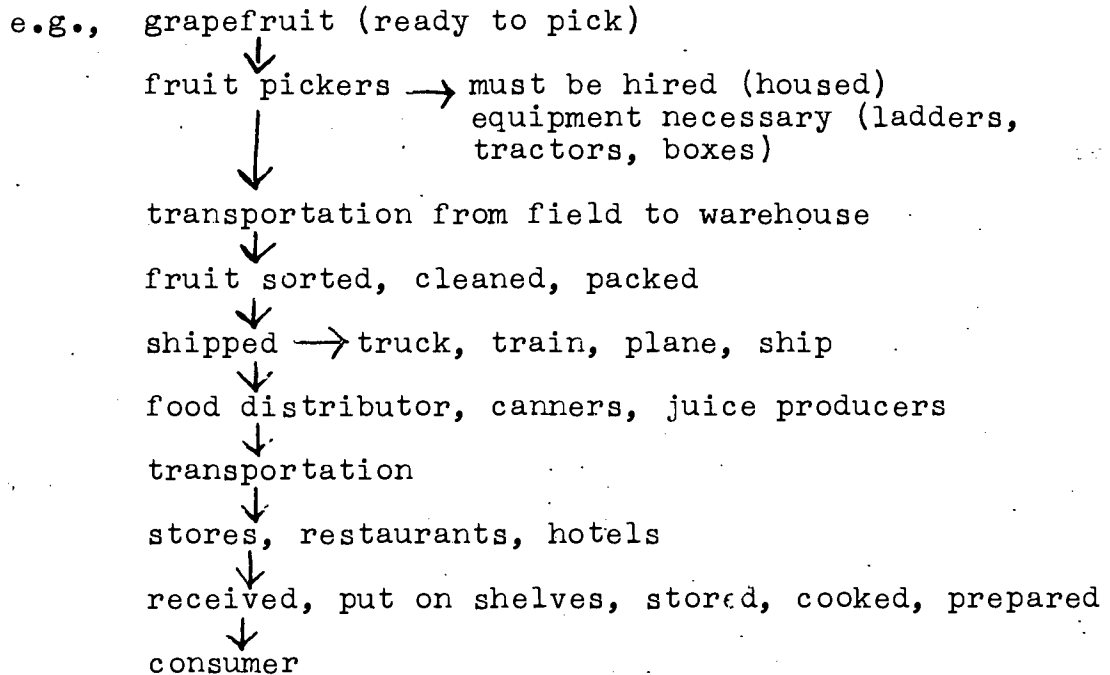 e.g., grapefruit (ready to pick)
fruit pickers → must be hired (housed)
equipment necessary (ladders,
tractors, boxes)
transportation from field to warehouse
fruit sorted, cleaned, packed
shipped → truck, train, plane, ship
food distributor, canners, juice producers
transportation
stores, restaurants, hotels
received, put on shelves, stored, cooked, prepared
consumer